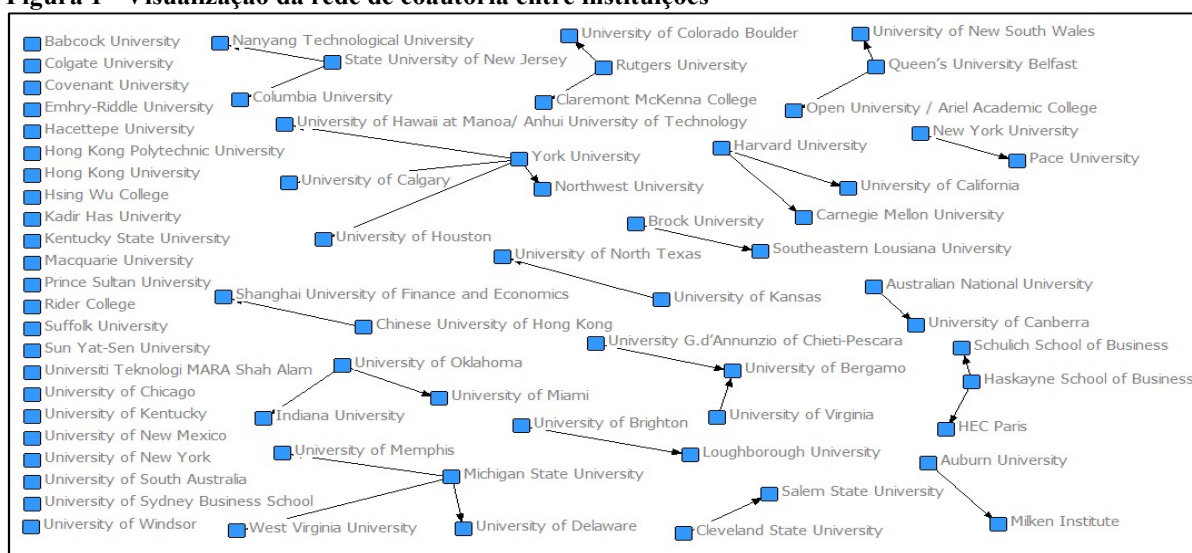 Figura 1 - Visualização da rede de coautoria entre instituições
Babcock University
Colgate University
Covenant University
Emhry-Riddle University
Hacettepe University
Hong Kong Polytechnic University
Hong Kong University
Hsing Wu College
Kadir Has Univerity
Kentucky State University
Macquarie University
Prince Sultan University
Rider College
Suffolk University
Sun Yat-Sen University
Universiti Teknologi MARA Shah Alam
University of Chicago
University of Kentucky
University of New Mexico
University of New York
University of South Australia
University of Sydney Business School
University of Windsor
Nanyang Technological University
State University of New Jersey
Columbia University
University of Colorado Boulder
Rutgers University
Claremont McKenna College
University of New South Wales
Queen's University Belfast
Open University / Ariel Academic College
University of Hawaii at Manoa/ Anhui University of Technology
York University
University of Calgary
Northwest University
University of Houston
Harvard University
University of California
Carnegie Mellon University
New York University
Pace University
Brock University
Southeastern Lousiana University
University of North Texas
University of Kansas
Australian National University
University of Canberra
Shanghai University of Finance and Economics
Chinese University of Hong Kong
University G.d'Annunzio of Chieti-Pescara
University of Bergamo
University of Virginia
Schulich School of Business
Haskayne School of Business
HEC Paris
University of Oklahoma
University of Miami
Indiana University
University of Brighton
Loughborough University
University of Memphis
Michigan State University
West Virginia University
University of Delaware
Salem State University
Cleveland State University
Auburn University
Milken Institute